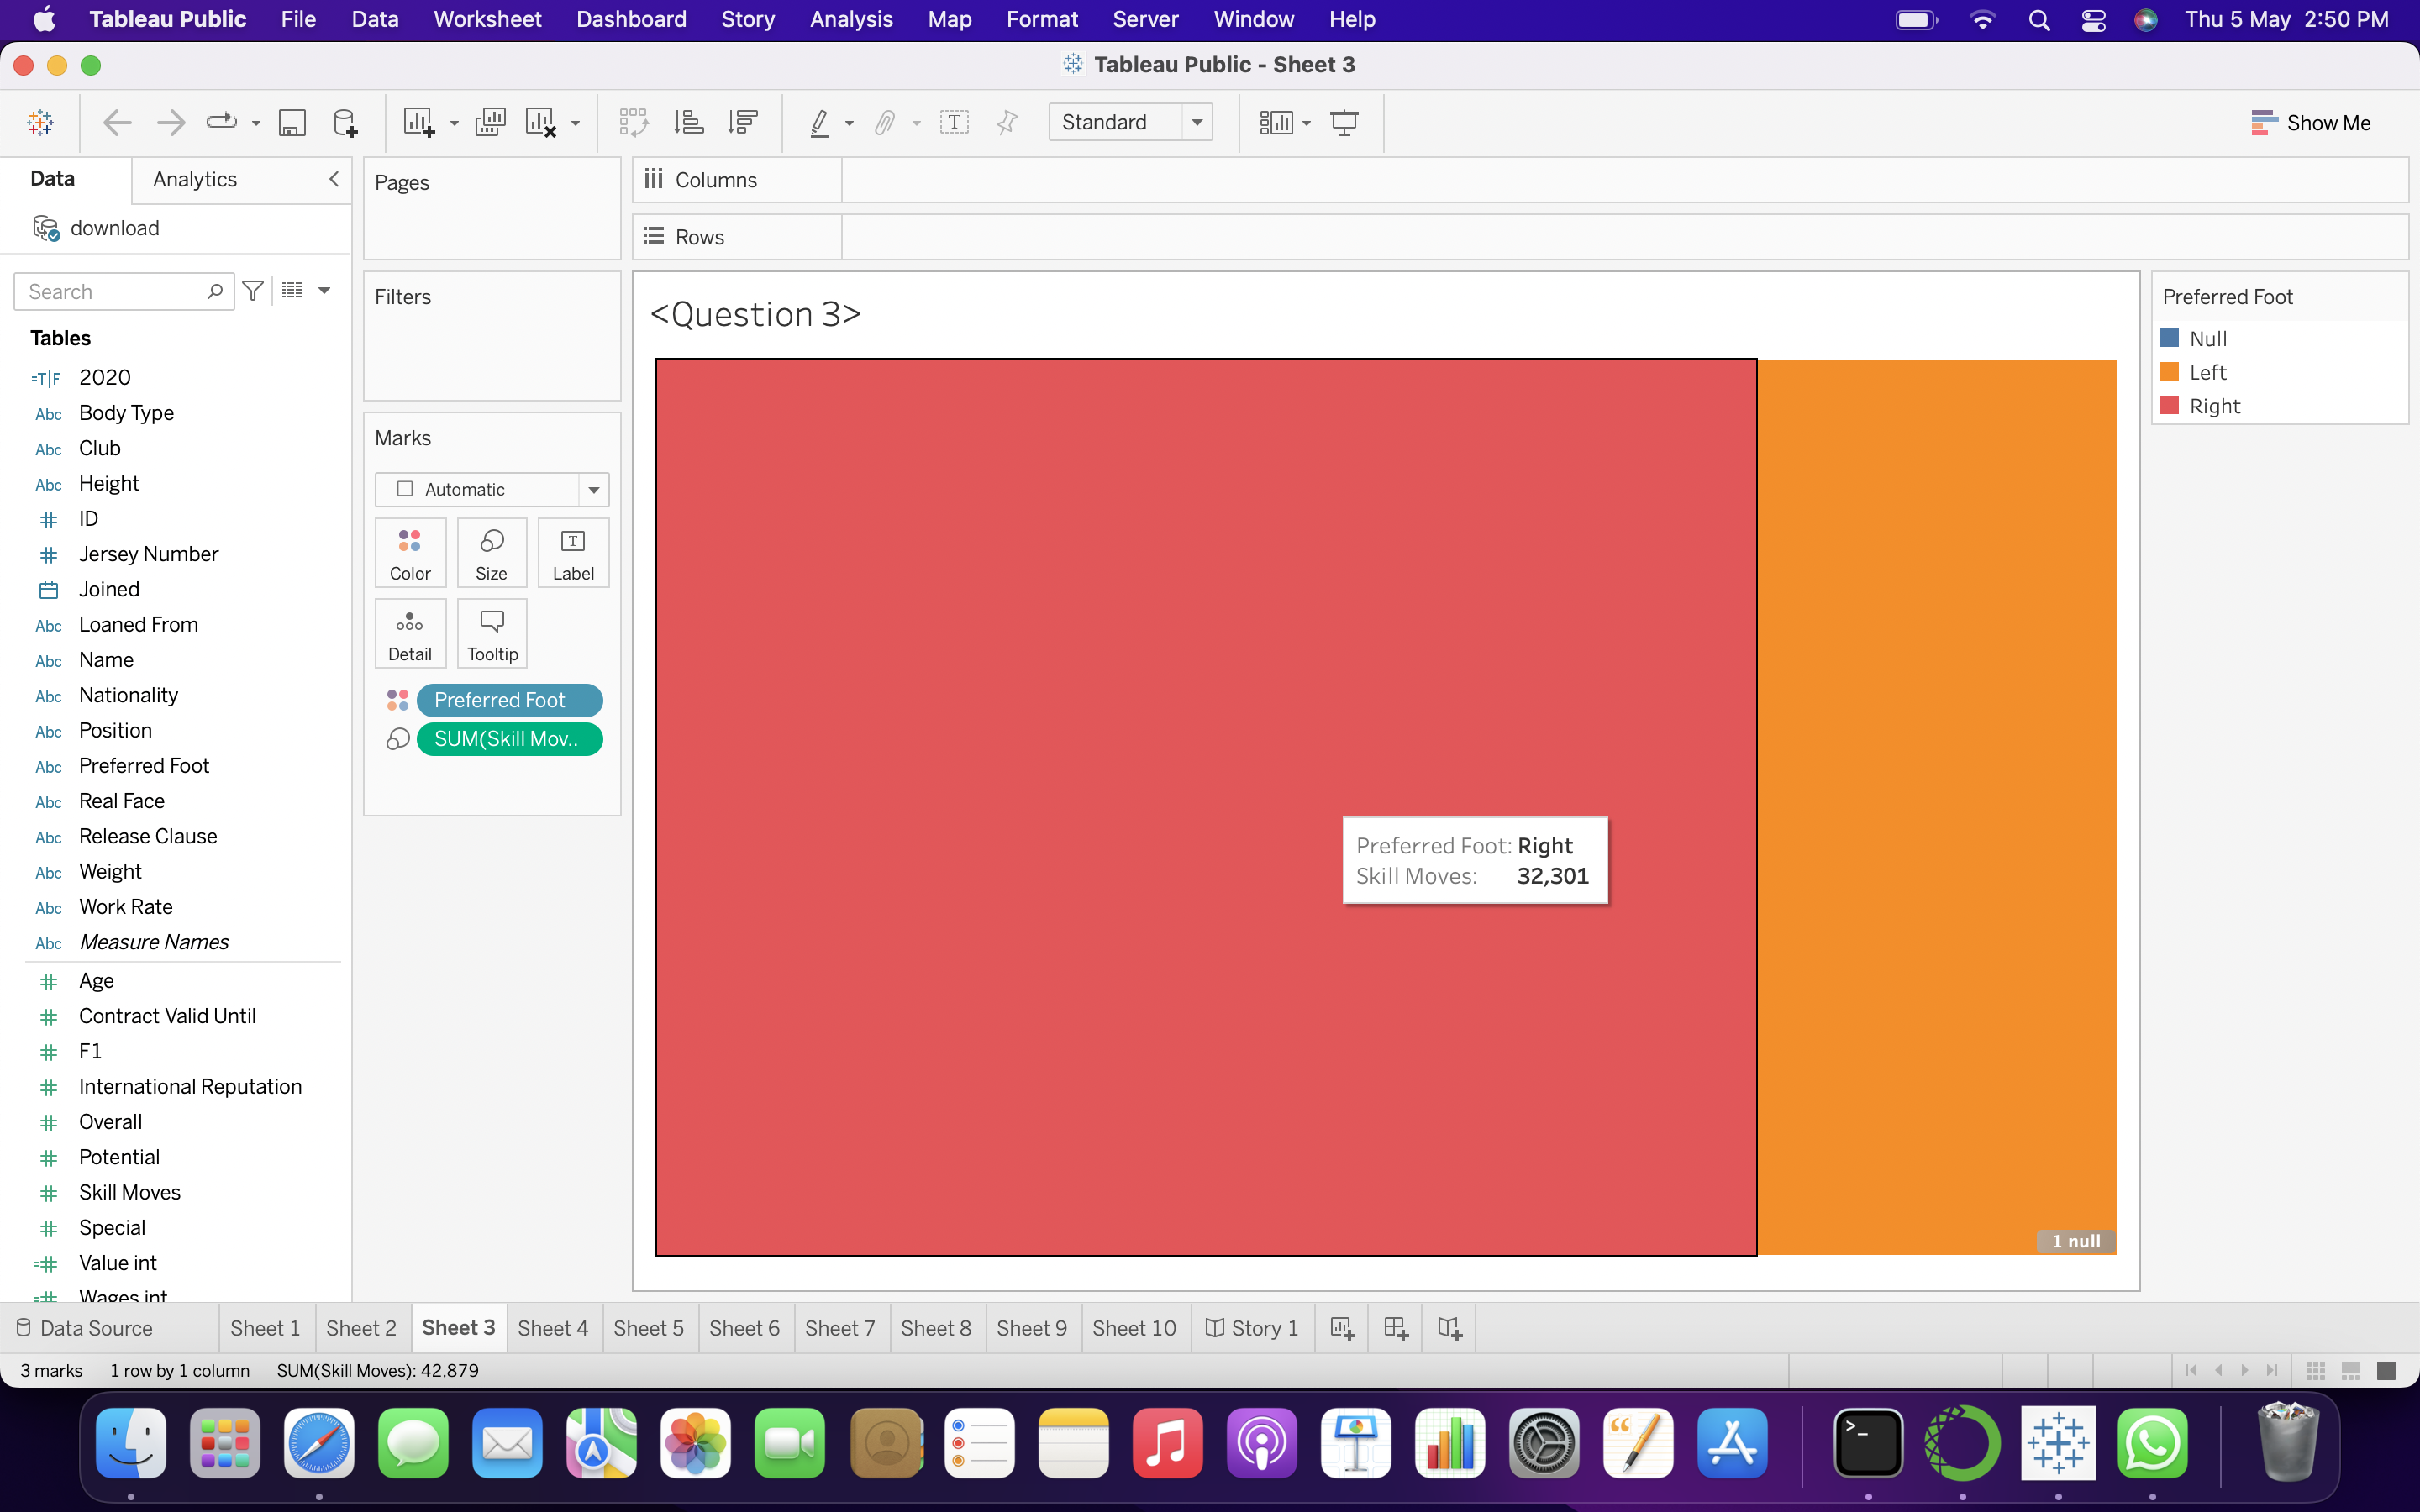 Tableau Public File Data Worksheet Dashboard Story Analysis Map Format Server Window Help Thu 5 May 2:50 PM
Tableau Public - Sheet 3
Standard
Show Me
Data Analytics
download
Search
Tables
=T|F 2020
Abc Body Type
Abc Club
Abc Height
# ID
# Jersey Number
Joined
Abc Loaned From
Abc Name
Abc Nationality
Abc Position
Abc Preferred Foot
Abc Real Face
Abc Release Clause
Abc Weight
Abc Work Rate
Abc Measure Names
# Age
# Contract Valid Until
# F1
# International Reputation
# Overall
# Potential
# Skill Moves
# Special
=# Value int
=# Wages int
Pages
Filters
Marks
Automatic
Color Size Label
Detail Tooltip
Preferred Foot
SUM(Skill Mov..
Columns
Rows
<Question 3>
Preferred Foot: Right
Skill Moves: 32,301
1 null
Preferred Foot
Null
Left
Right
Data Source Sheet 1 Sheet 2 Sheet 3 Sheet 4 Sheet 5 Sheet 6 Sheet 7 Sheet 8 Sheet 9 Sheet 10 Story 1
3 marks 1 row by 1 column SUM(Skill Moves): 42,879